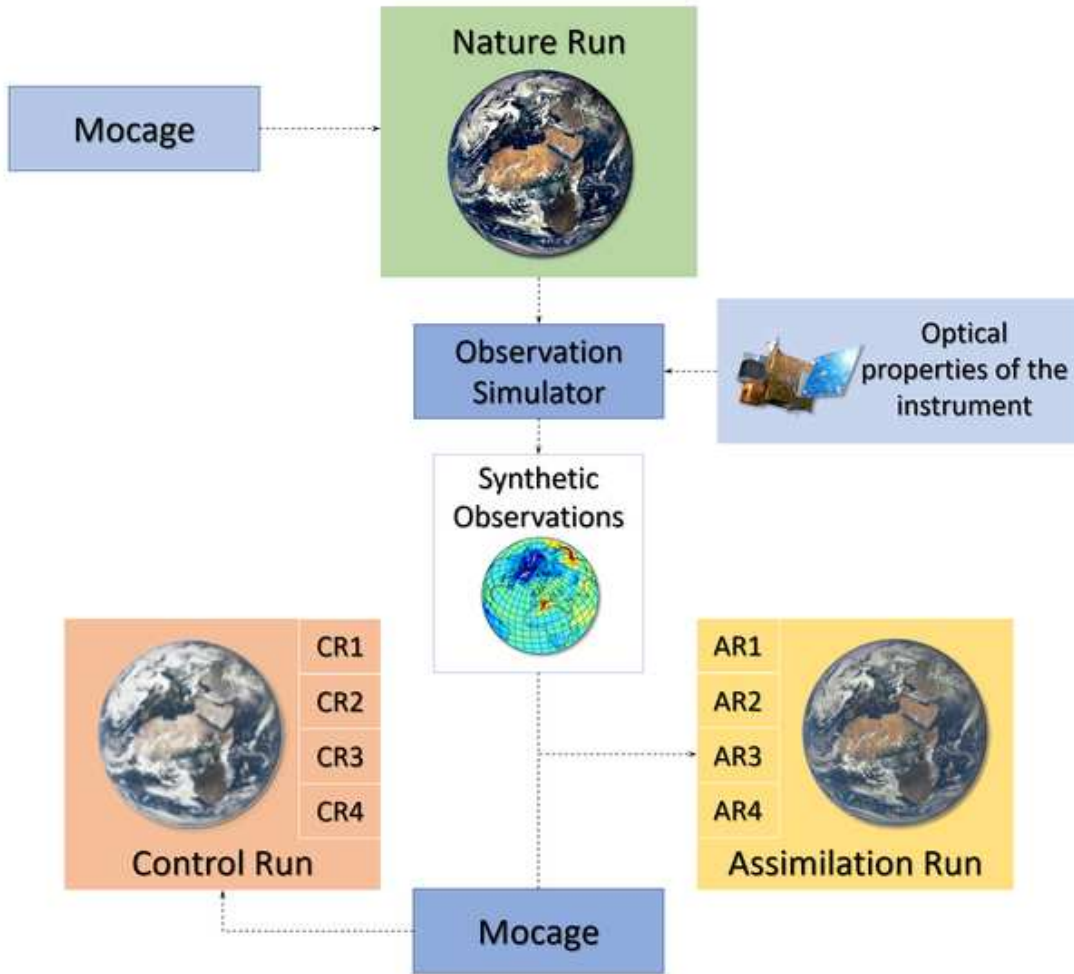 Nature Run
Mocage
Observation
Simulator
Optical
properties of the
instrument
Synthetic
Observations
CR1
CR2
CR3
CR4
Control Run
AR1
AR2
AR3
AR4
Assimilation Run
Mocage